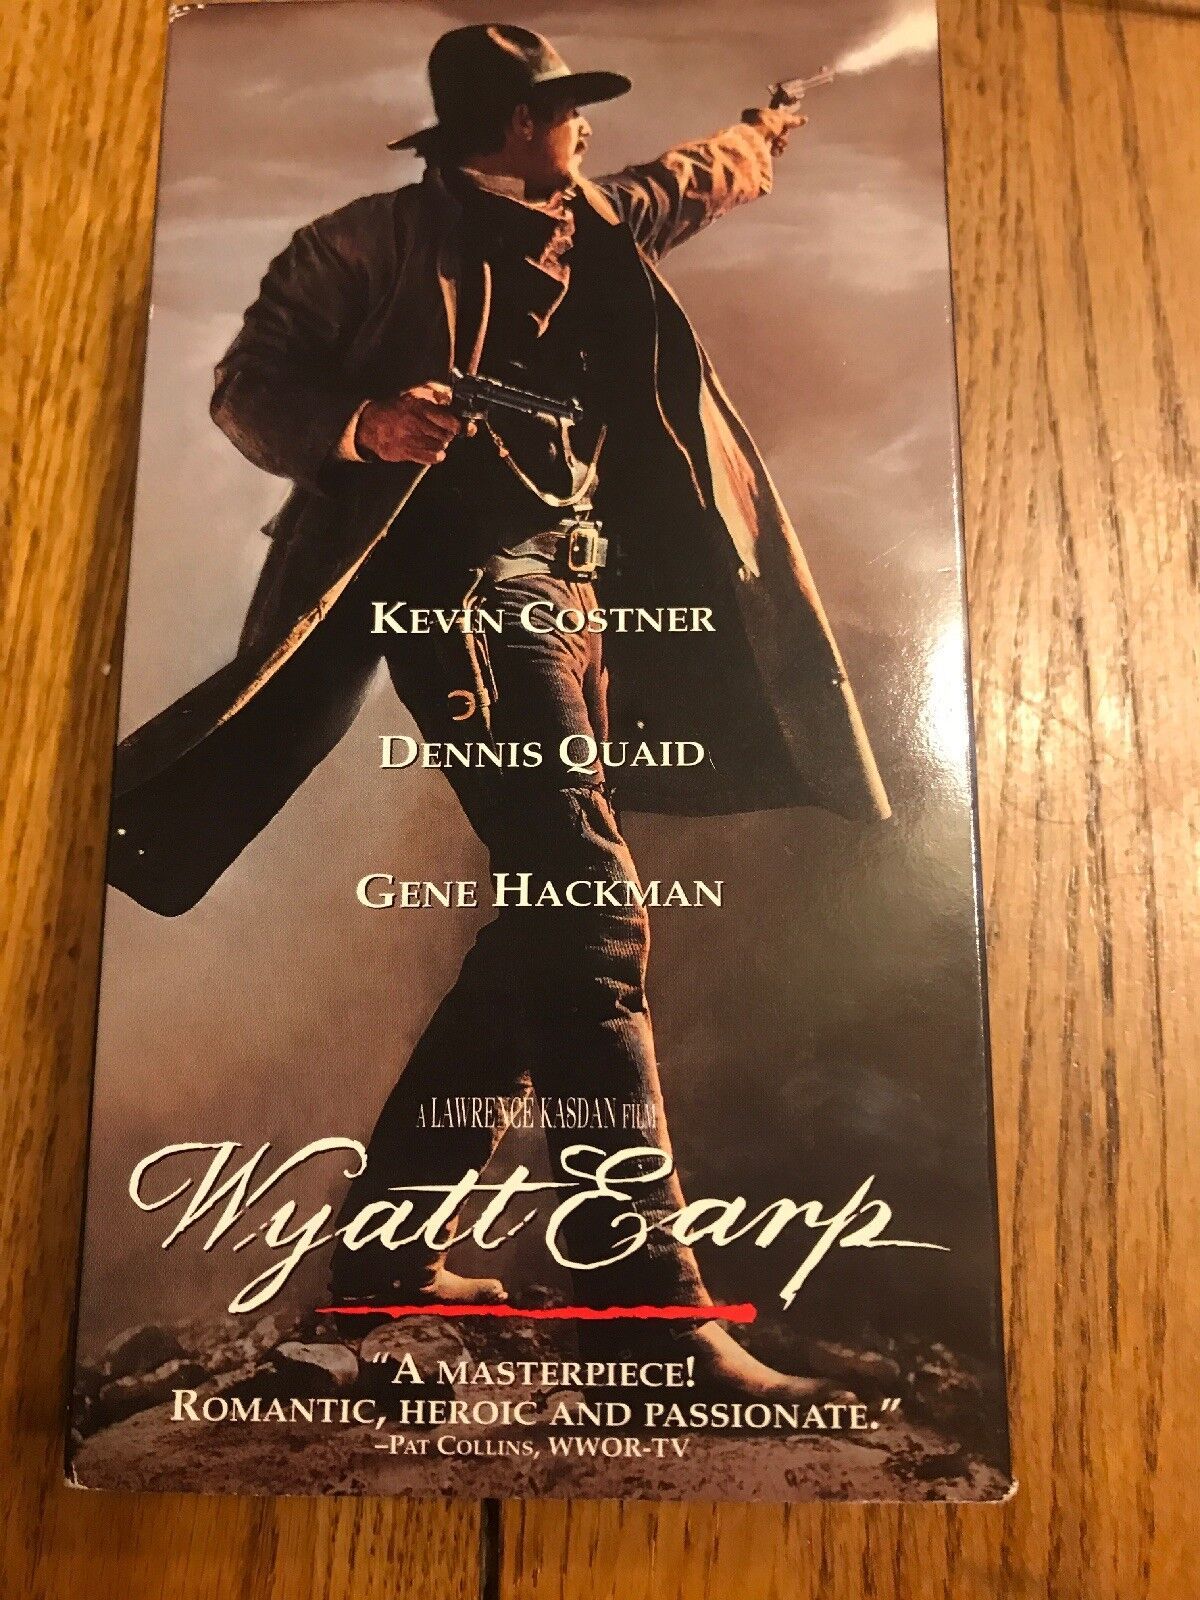 KEVIN COSTNER
DENNIS QUAID
GENE HACKMAN
A LAWRENCE KASDAN FILM
Wyatt Earp
"A MASTERPIECE!
ROMANTIC, HEROIC AND PASSIONATE."
–PAT COLLINS, WWOR-TV